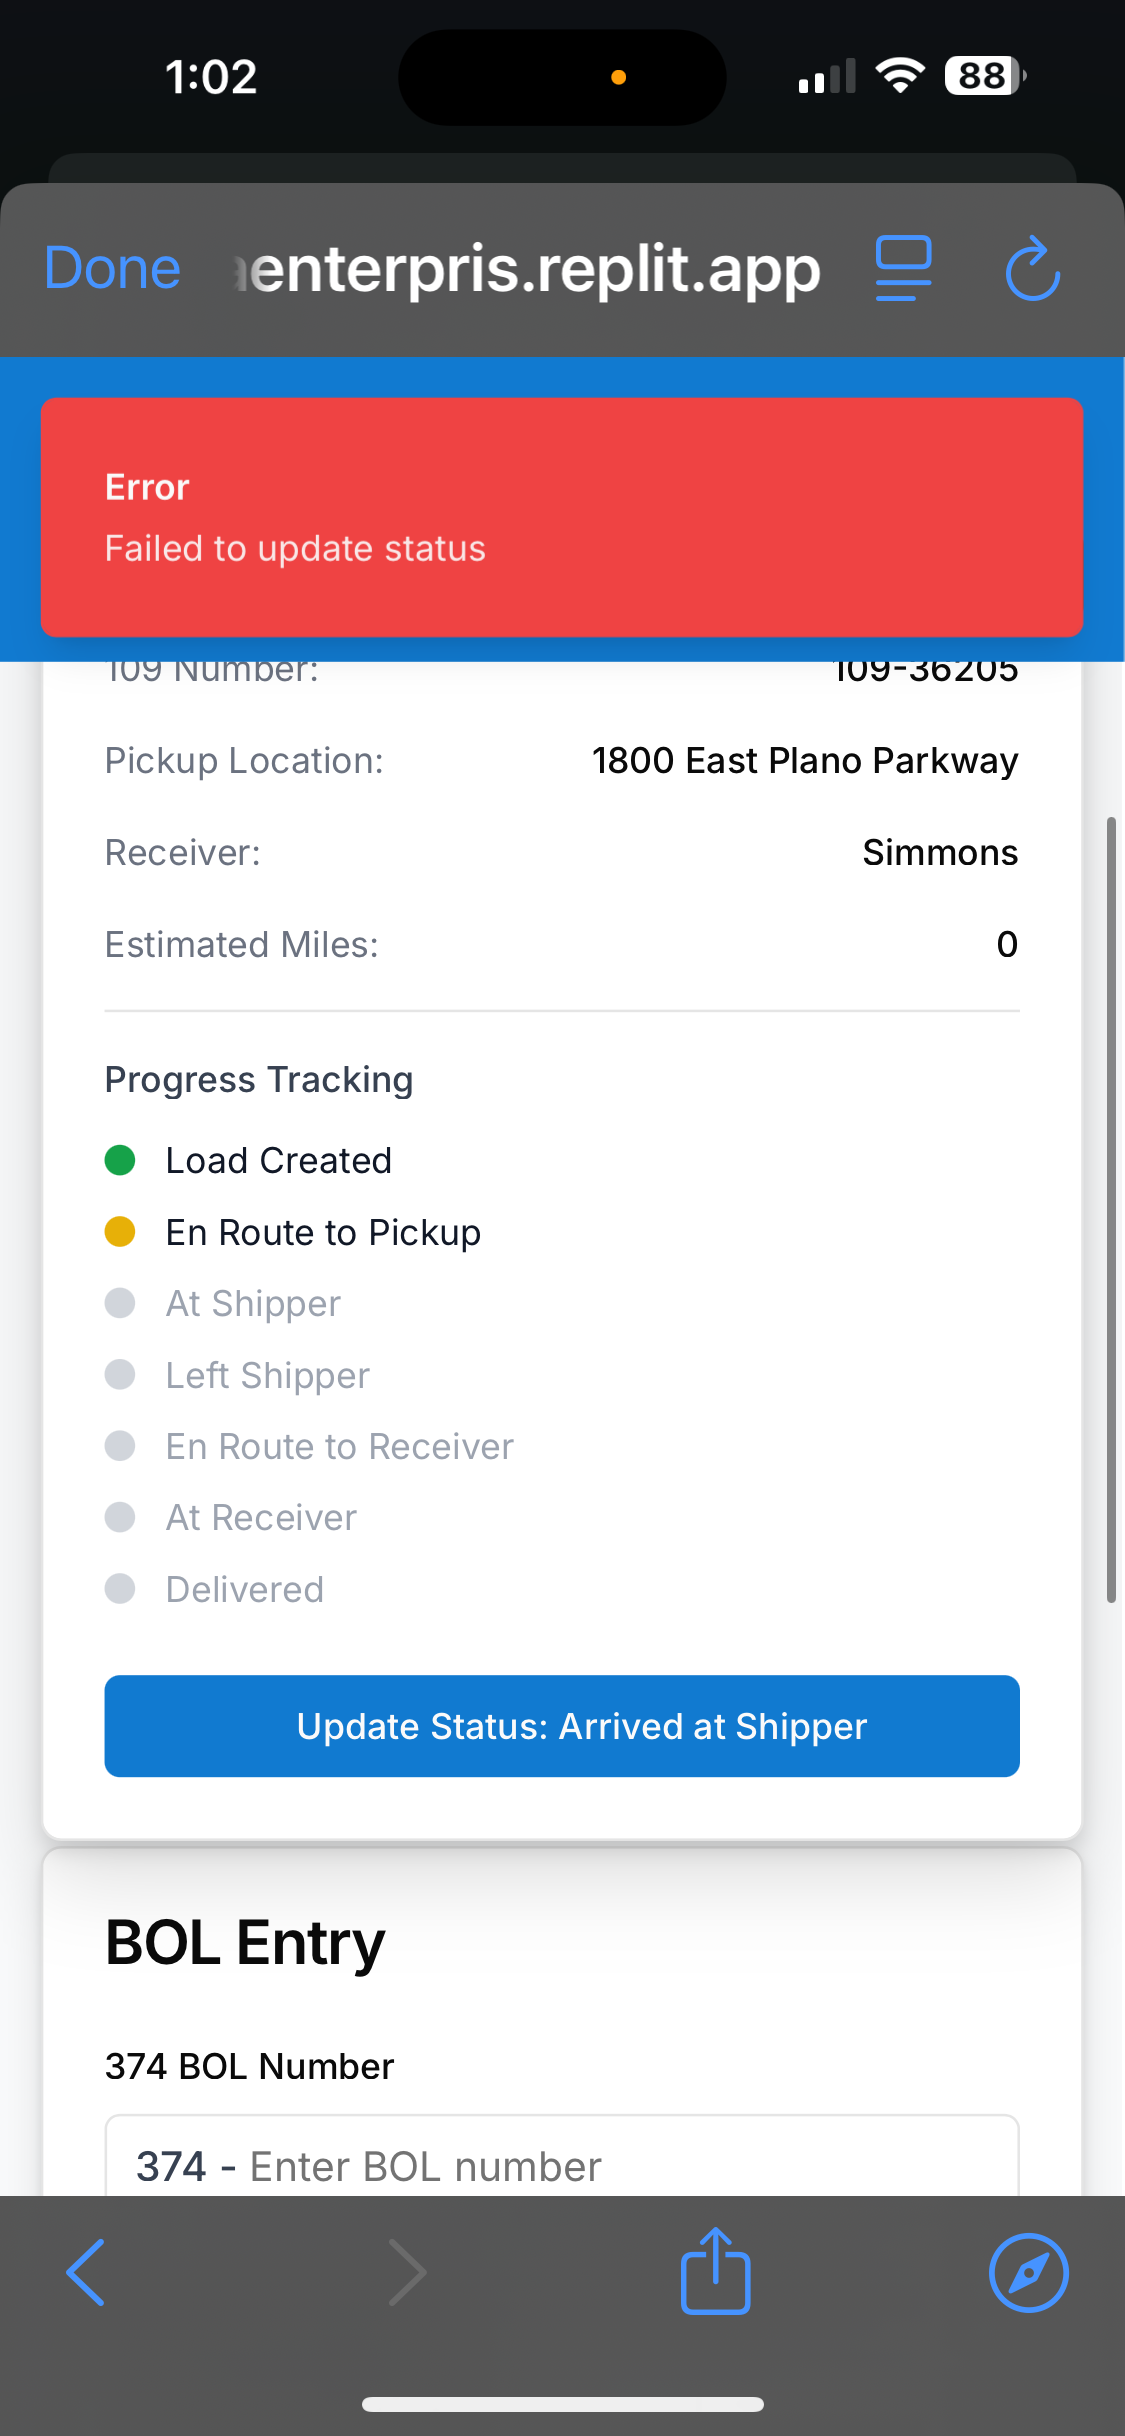 1:02
88
Done
enterpris.replit.app
Error
Failed to update status
109 Number: 109-36205
Pickup Location: 1800 East Plano Parkway
Receiver: Simmons
Estimated Miles: 0
Progress Tracking
Load Created
En Route to Pickup
At Shipper
Left Shipper
En Route to Receiver
At Receiver
Delivered
Update Status: Arrived at Shipper
BOL Entry
374 BOL Number
374 - Enter BOL number